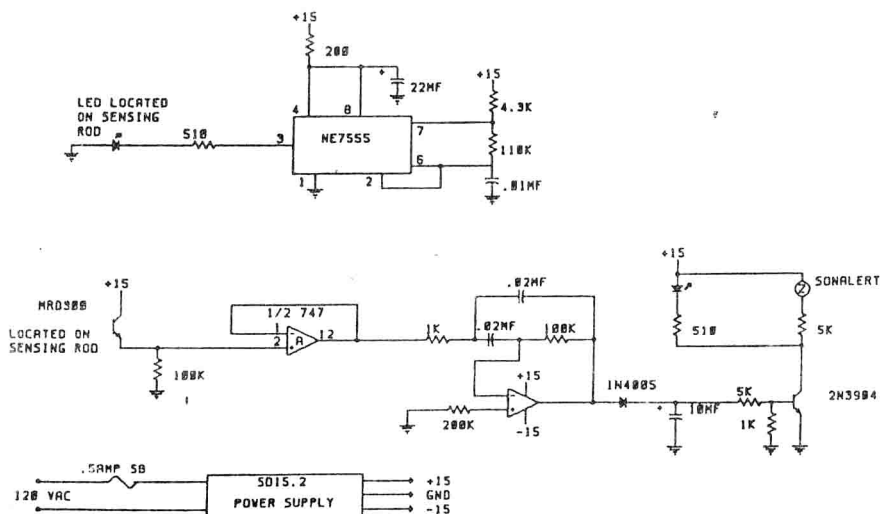 +15
200
+
22MF
+15
4.3K
LED LOCATED
ON SENSING
ROD
510
4
8
3
NE7555
7
6
110K
1
2
.01MF
+15
MRD300
LOCATED ON
SENSING ROD
100K
1/2 747
1
2
-
+
A
12
1K
.02MF
.02MF
100K
+15
-
+
-15
200K
1N4005
+
10MF
5K
1K
2N3904
+15
SONALERT
510
5K
.5AMP SB
120 VAC
SD15.2
POWER SUPPLY
+15
GND
-15